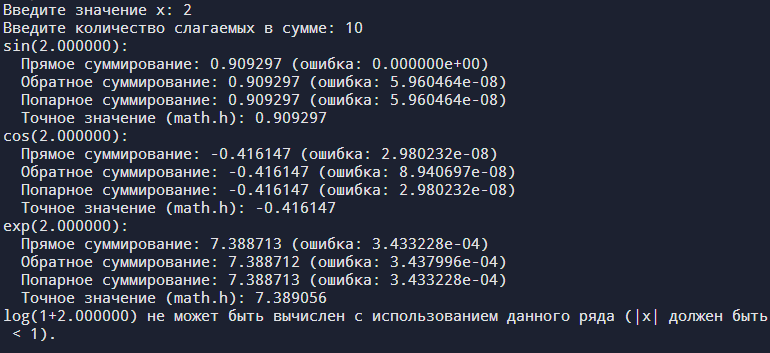 Введите значение x: 2
Введите количество слагаемых в сумме: 10
sin(2.000000):
  Прямое суммирование: 0.909297 (ошибка: 0.000000e+00)
  Обратное суммирование: 0.909297 (ошибка: 5.960464e-08)
  Попарное суммирование: 0.909297 (ошибка: 5.960464e-08)
  Точное значение (math.h): 0.909297
cos(2.000000):
  Прямое суммирование: -0.416147 (ошибка: 2.980232e-08)
  Обратное суммирование: -0.416147 (ошибка: 8.940697e-08)
  Попарное суммирование: -0.416147 (ошибка: 2.980232e-08)
  Точное значение (math.h): -0.416147
exp(2.000000):
  Прямое суммирование: 7.388713 (ошибка: 3.433228e-04)
  Обратное суммирование: 7.388712 (ошибка: 3.437996e-04)
  Попарное суммирование: 7.388713 (ошибка: 3.433228e-04)
  Точное значение (math.h): 7.389056
log(1+2.000000) не может быть вычислен с использованием данного ряда (|x| должен быть
 < 1).